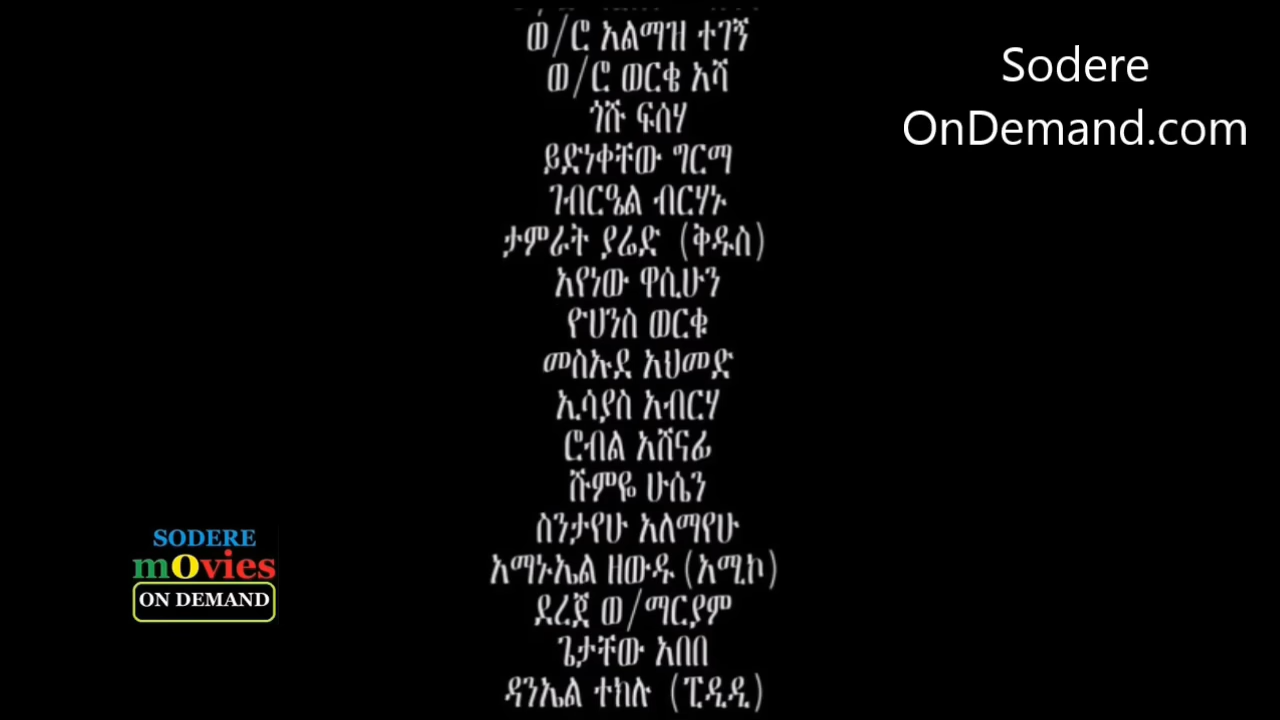 ወ/ሮ አልማዝ ተገኝ
ወ/ሮ ወርቄ አሻ
ጎሹ ፍሰሃ
ይድነቀቸው ግርማ
ገብርዔል ብርሃኑ
ታምራት ያሬድ (ቅዱስ)
አየነው ዋሲሁን
ዮሀንስ ወርቁ
መስኡደ አህመድ
ኢሳያስ አብርሃ
ሮብል አሸናፊ
ሹምዬ ሁሴን
ስንታየሁ አለማየሁ
አማኑኤል ዘውዱ (አሚኮ)
ደረጀ ወ/ማርያም
ጌታቸው አበበ
ዳንኤል ተክሉ (ፒዲዲ)
Sodere
OnDemand.com
SODERE
mOvies
ON DEMAND